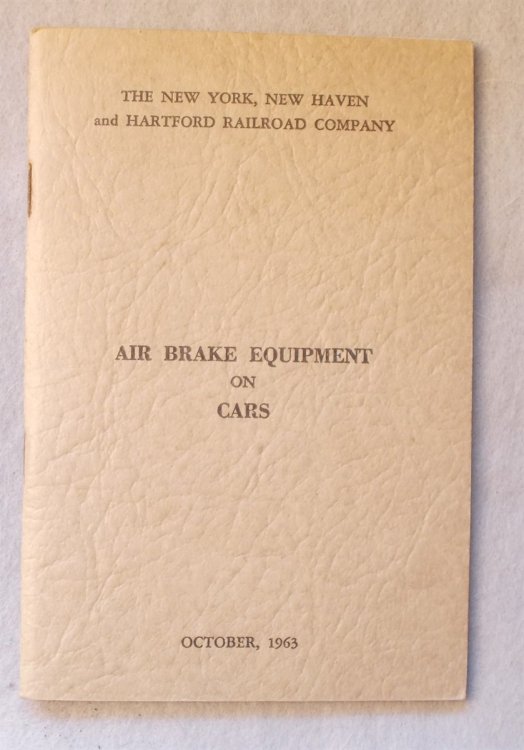 THE NEW YORK, NEW HAVEN
and HARTFORD RAILROAD COMPANY
AIR BRAKE EQUIPMENT
ON
CARS
OCTOBER, 1963